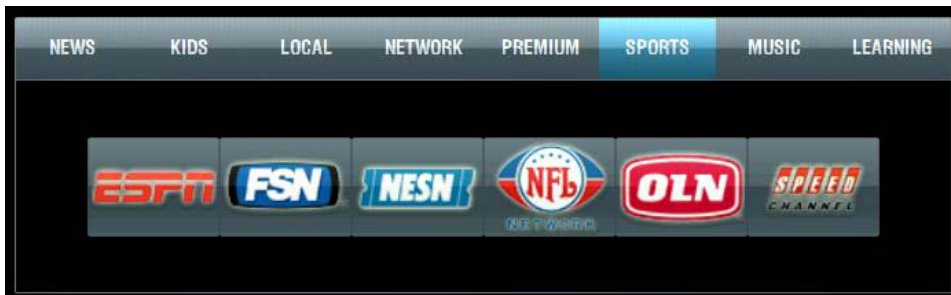 NEWS KIDS LOCAL NETWORK PREMIUM SPORTS MUSIC LEARNING
ESPN FSN NESN NFL NETWORK OLN SPEED CHANNEL